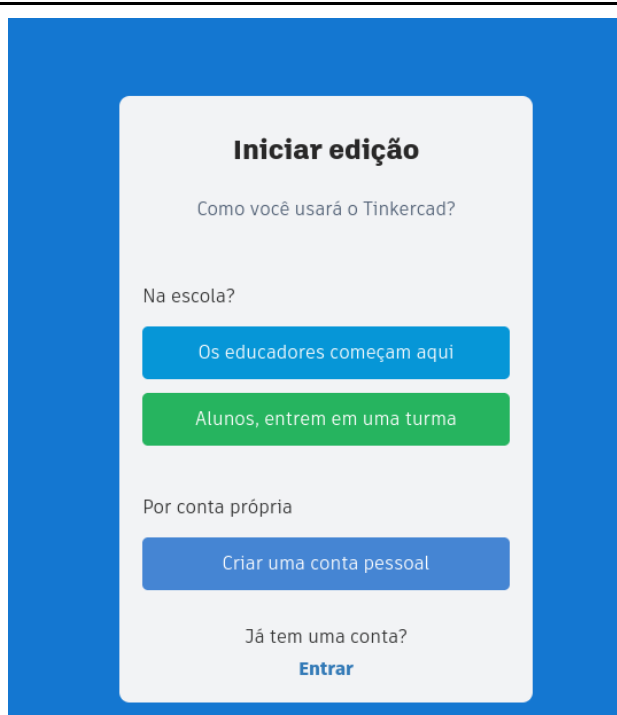 Iniciar edição
Como você usará o Tinkercad?
Na escola?
Os educadores começam aqui
Alunos, entrem em uma turma
Por conta própria
Criar uma conta pessoal
Já tem uma conta?
Entrar